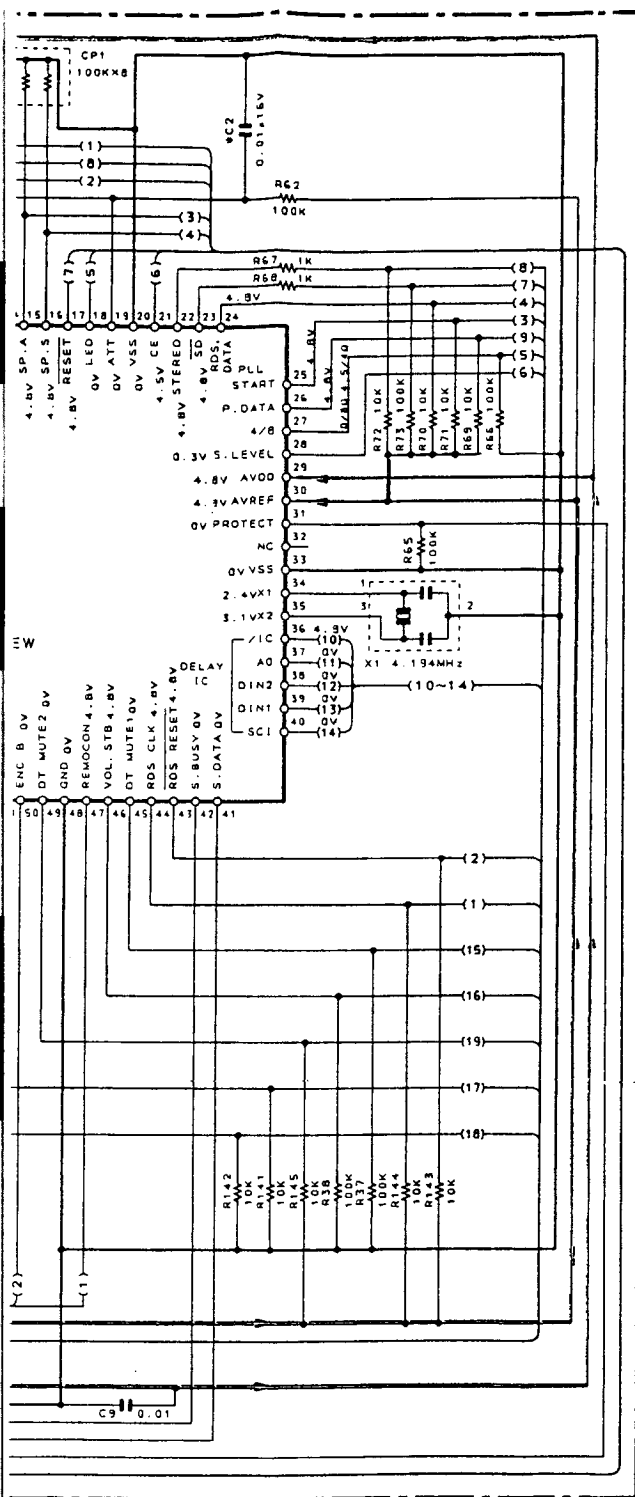 CP1
100KX8
*C2
0.01μ16V
(1)
(8)
(2)
R62
100K
(3)
(4)
(7)
(5)
(6)
R67 1K
R68 1K
4.8V
(8)
(7)
(4)
(3)
(9)
(5)
(6)
15 16 17 18 19 20 21 22 23 24
4.8V SP.A
4.8V SP.S
4.8V RESET
0V LED
0V ATT
0V VSS
4.5V CE
4.8V STEREO
4.8V SD
RDS. DATA
PLL
START 25 4.8V
P.DATA 26 4.8V
4/8 27 0/8Ω 4.5/4Ω
0.3V S.LEVEL 28
4.8V AVDD 29
4.9V AVREF 30
0V PROTECT 31
NC 32
0V VSS 33
2.4V X1 34
3.1V X2 35
R72 10K
R73 100K
R70 10K
R71 10K
R69 10K
R66 100K
R65 100K
1
3
2
X1 4.194MHz
EW
DELAY
IC
/IC 36 4.9V (10)
A0 37 0V (11)
DIN2 38 0V (12)
DIN1 39 0V (13)
SCI 40 0V (14)
(10~14)
ENC B 0V
DT MUTE2 0V
GND 0V
REMOCON 4.8V
VOL. STB 4.8V
DT MUTE1 0V
RDS CLK 4.8V
RDS RESET 4.8V
S.BUSY 0V
S.DATA 0V
50 49 48 47 46 45 44 43 42 41
(2)
(1)
(15)
(16)
(19)
(17)
(18)
R142 10K
R141 10K
R145 10K
R38 100K
R37 100K
R144 10K
R143 10K
(2)
(1)
C9 0.01